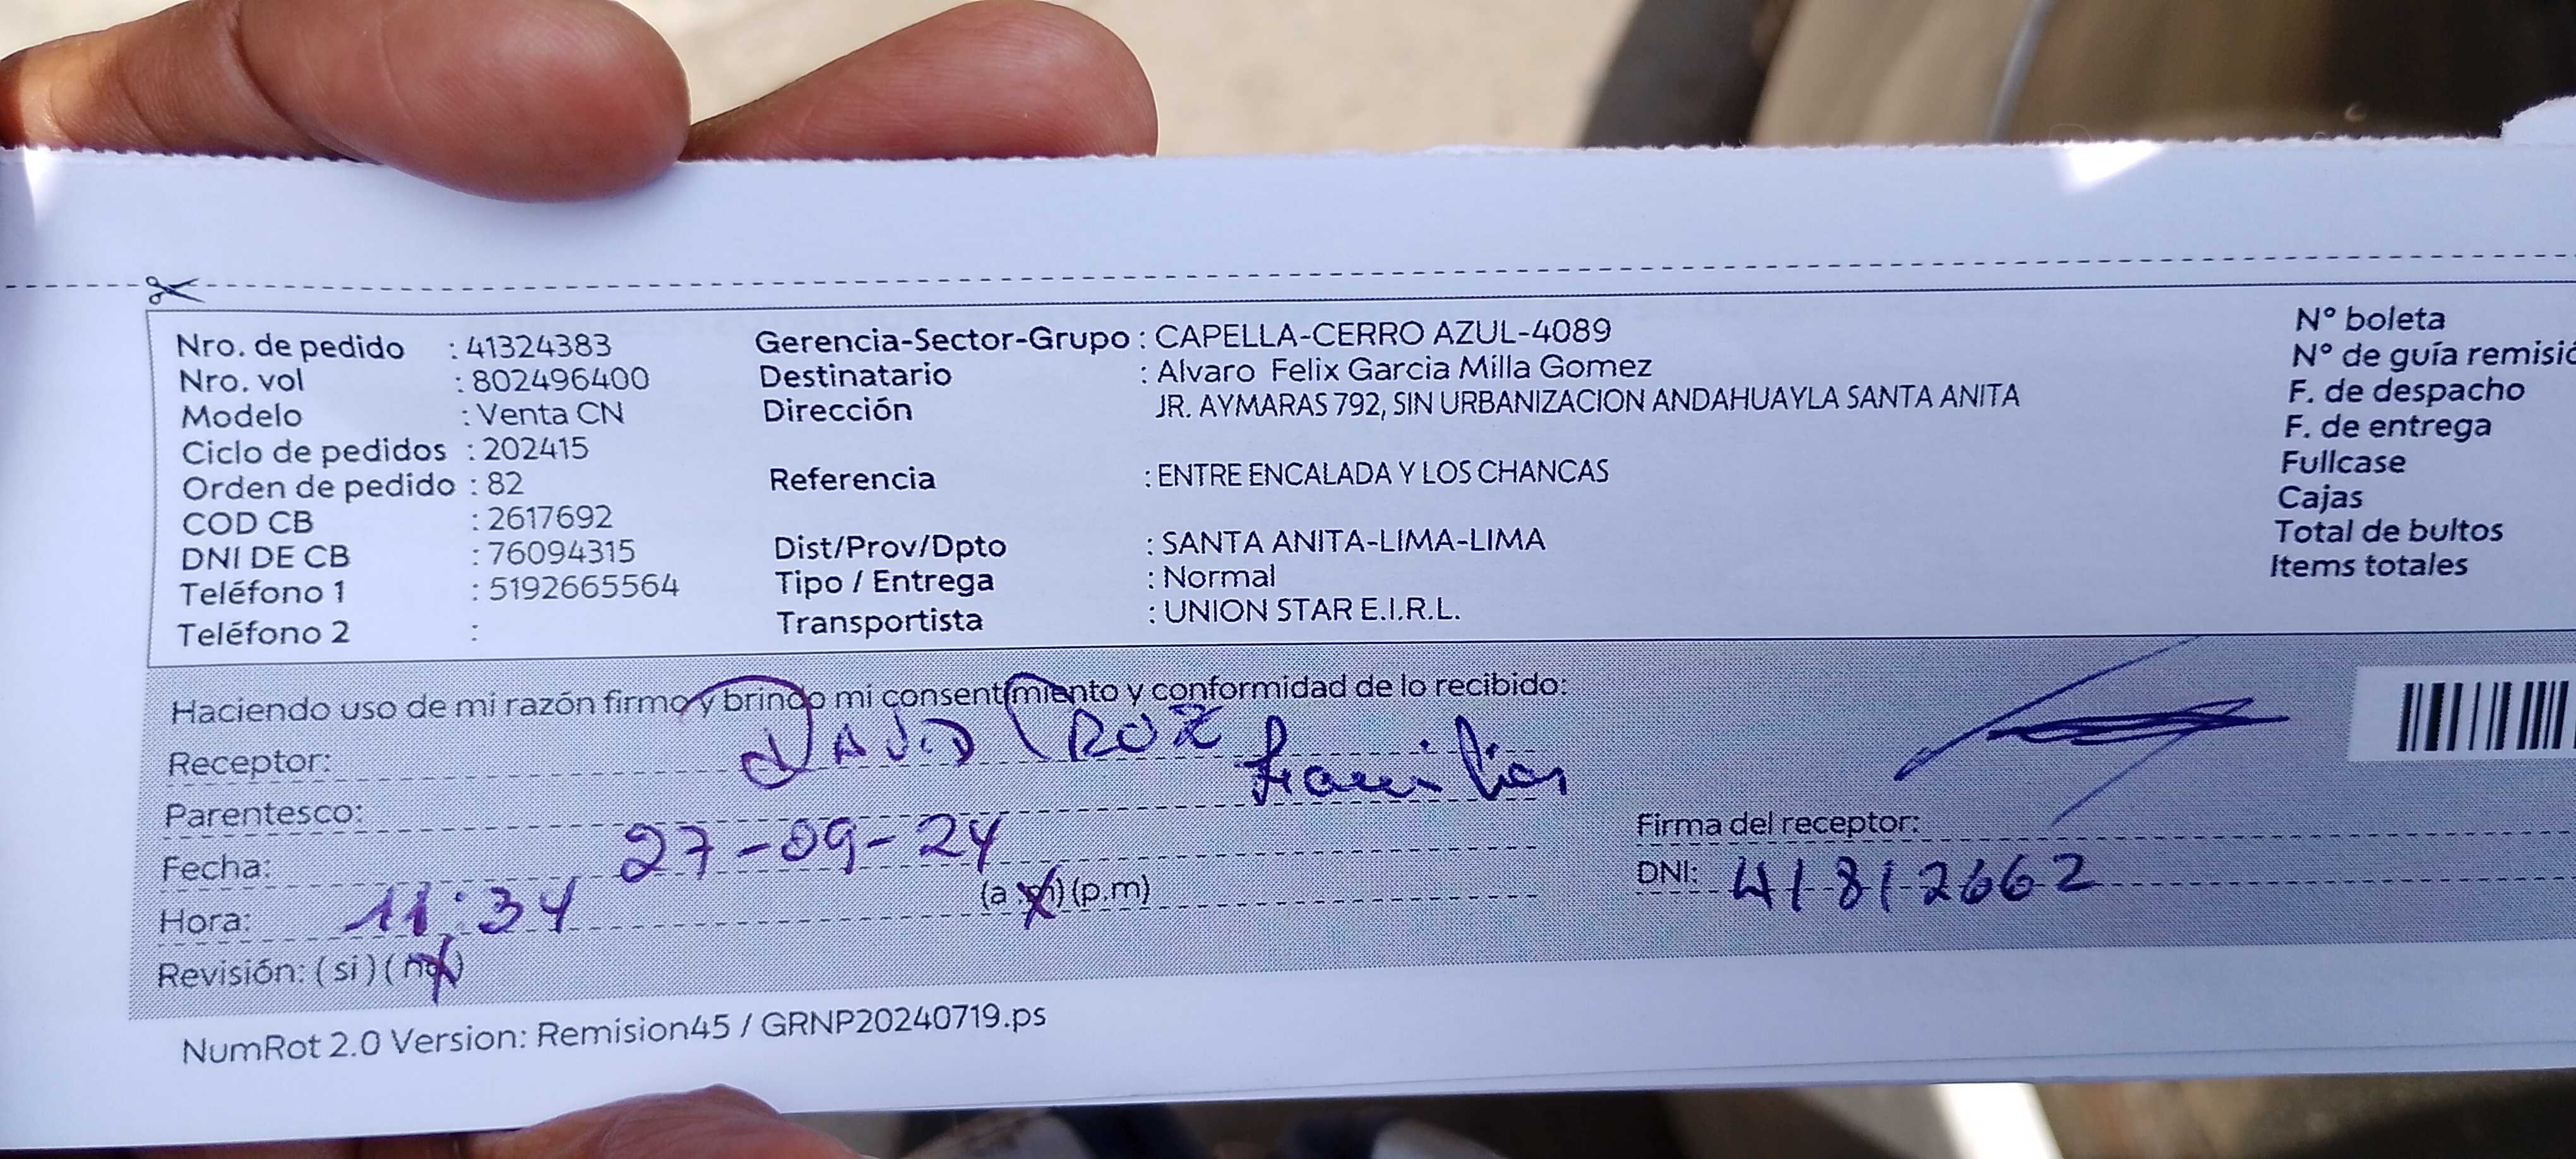 Nro. de pedido : 41324383
Nro. vol : 802496400
Modelo : Venta CN
Ciclo de pedidos : 202415
Orden de pedido : 82
COD CB : 2617692
DNI DE CB : 76094315
Teléfono 1 : 5192665564
Teléfono 2 :
Gerencia-Sector-Grupo : CAPELLA-CERRO AZUL-4089
Destinatario : Alvaro Felix Garcia Milla Gomez
Dirección JR. AYMARAS 792, SIN URBANIZACION ANDAHUAYLA SANTA ANITA
Referencia : ENTRE ENCALADA Y LOS CHANCAS
Dist/Prov/Dpto : SANTA ANITA-LIMA-LIMA
Tipo / Entrega : Normal
Transportista : UNION STAR E.I.R.L.
N° boleta
N° de guía remisió
F. de despacho
F. de entrega
Fullcase
Cajas
Total de bultos
Items totales
Haciendo uso de mi razón firmo y brindo mi consentimiento y conformidad de lo recibido:
Receptor: DAVID
Parentesco: familiar
Fecha: 27-09-24
Hora: 11:34 (a.m) (p.m)
Revisión: (si) (no)
Firma del receptor:
DNI: 41812662
NumRot 2.0 Version: Remision45 / GRNP20240719.ps